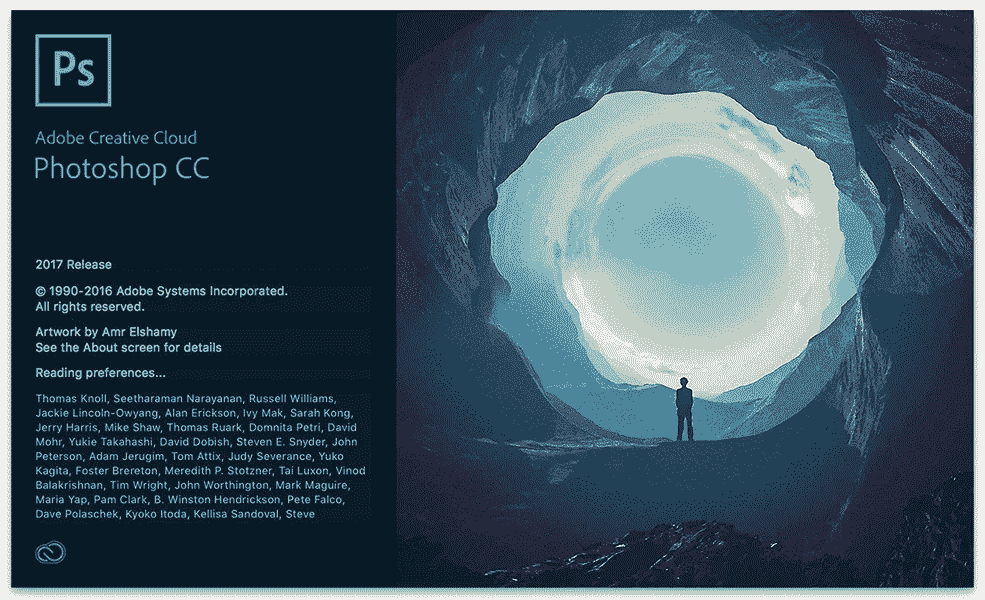 Ps
Adobe Creative Cloud
Photoshop CC
2017 Release
© 1990-2016 Adobe Systems Incorporated.
All rights reserved.
Artwork by Amr Elshamy
See the About screen for details
Reading preferences...
Thomas Knoll, Seetharaman Narayanan, Russell Williams,
Jackie Lincoln-Owyang, Alan Erickson, Ivy Mak, Sarah Kong,
Jerry Harris, Mike Shaw, Thomas Ruark, Domnita Petri, David
Mohr, Yukie Takahashi, David Dobish, Steven E. Snyder, John
Peterson, Adam Jerugim, Tom Attix, Judy Severance, Yuko
Kagita, Foster Brereton, Meredith P. Stotzner, Tai Luxon, Vinod
Balakrishnan, Tim Wright, John Worthington, Mark Maguire,
Maria Yap, Pam Clark, B. Winston Hendrickson, Pete Falco,
Dave Polaschek, Kyoko Itoda, Kellisa Sandoval, Steve